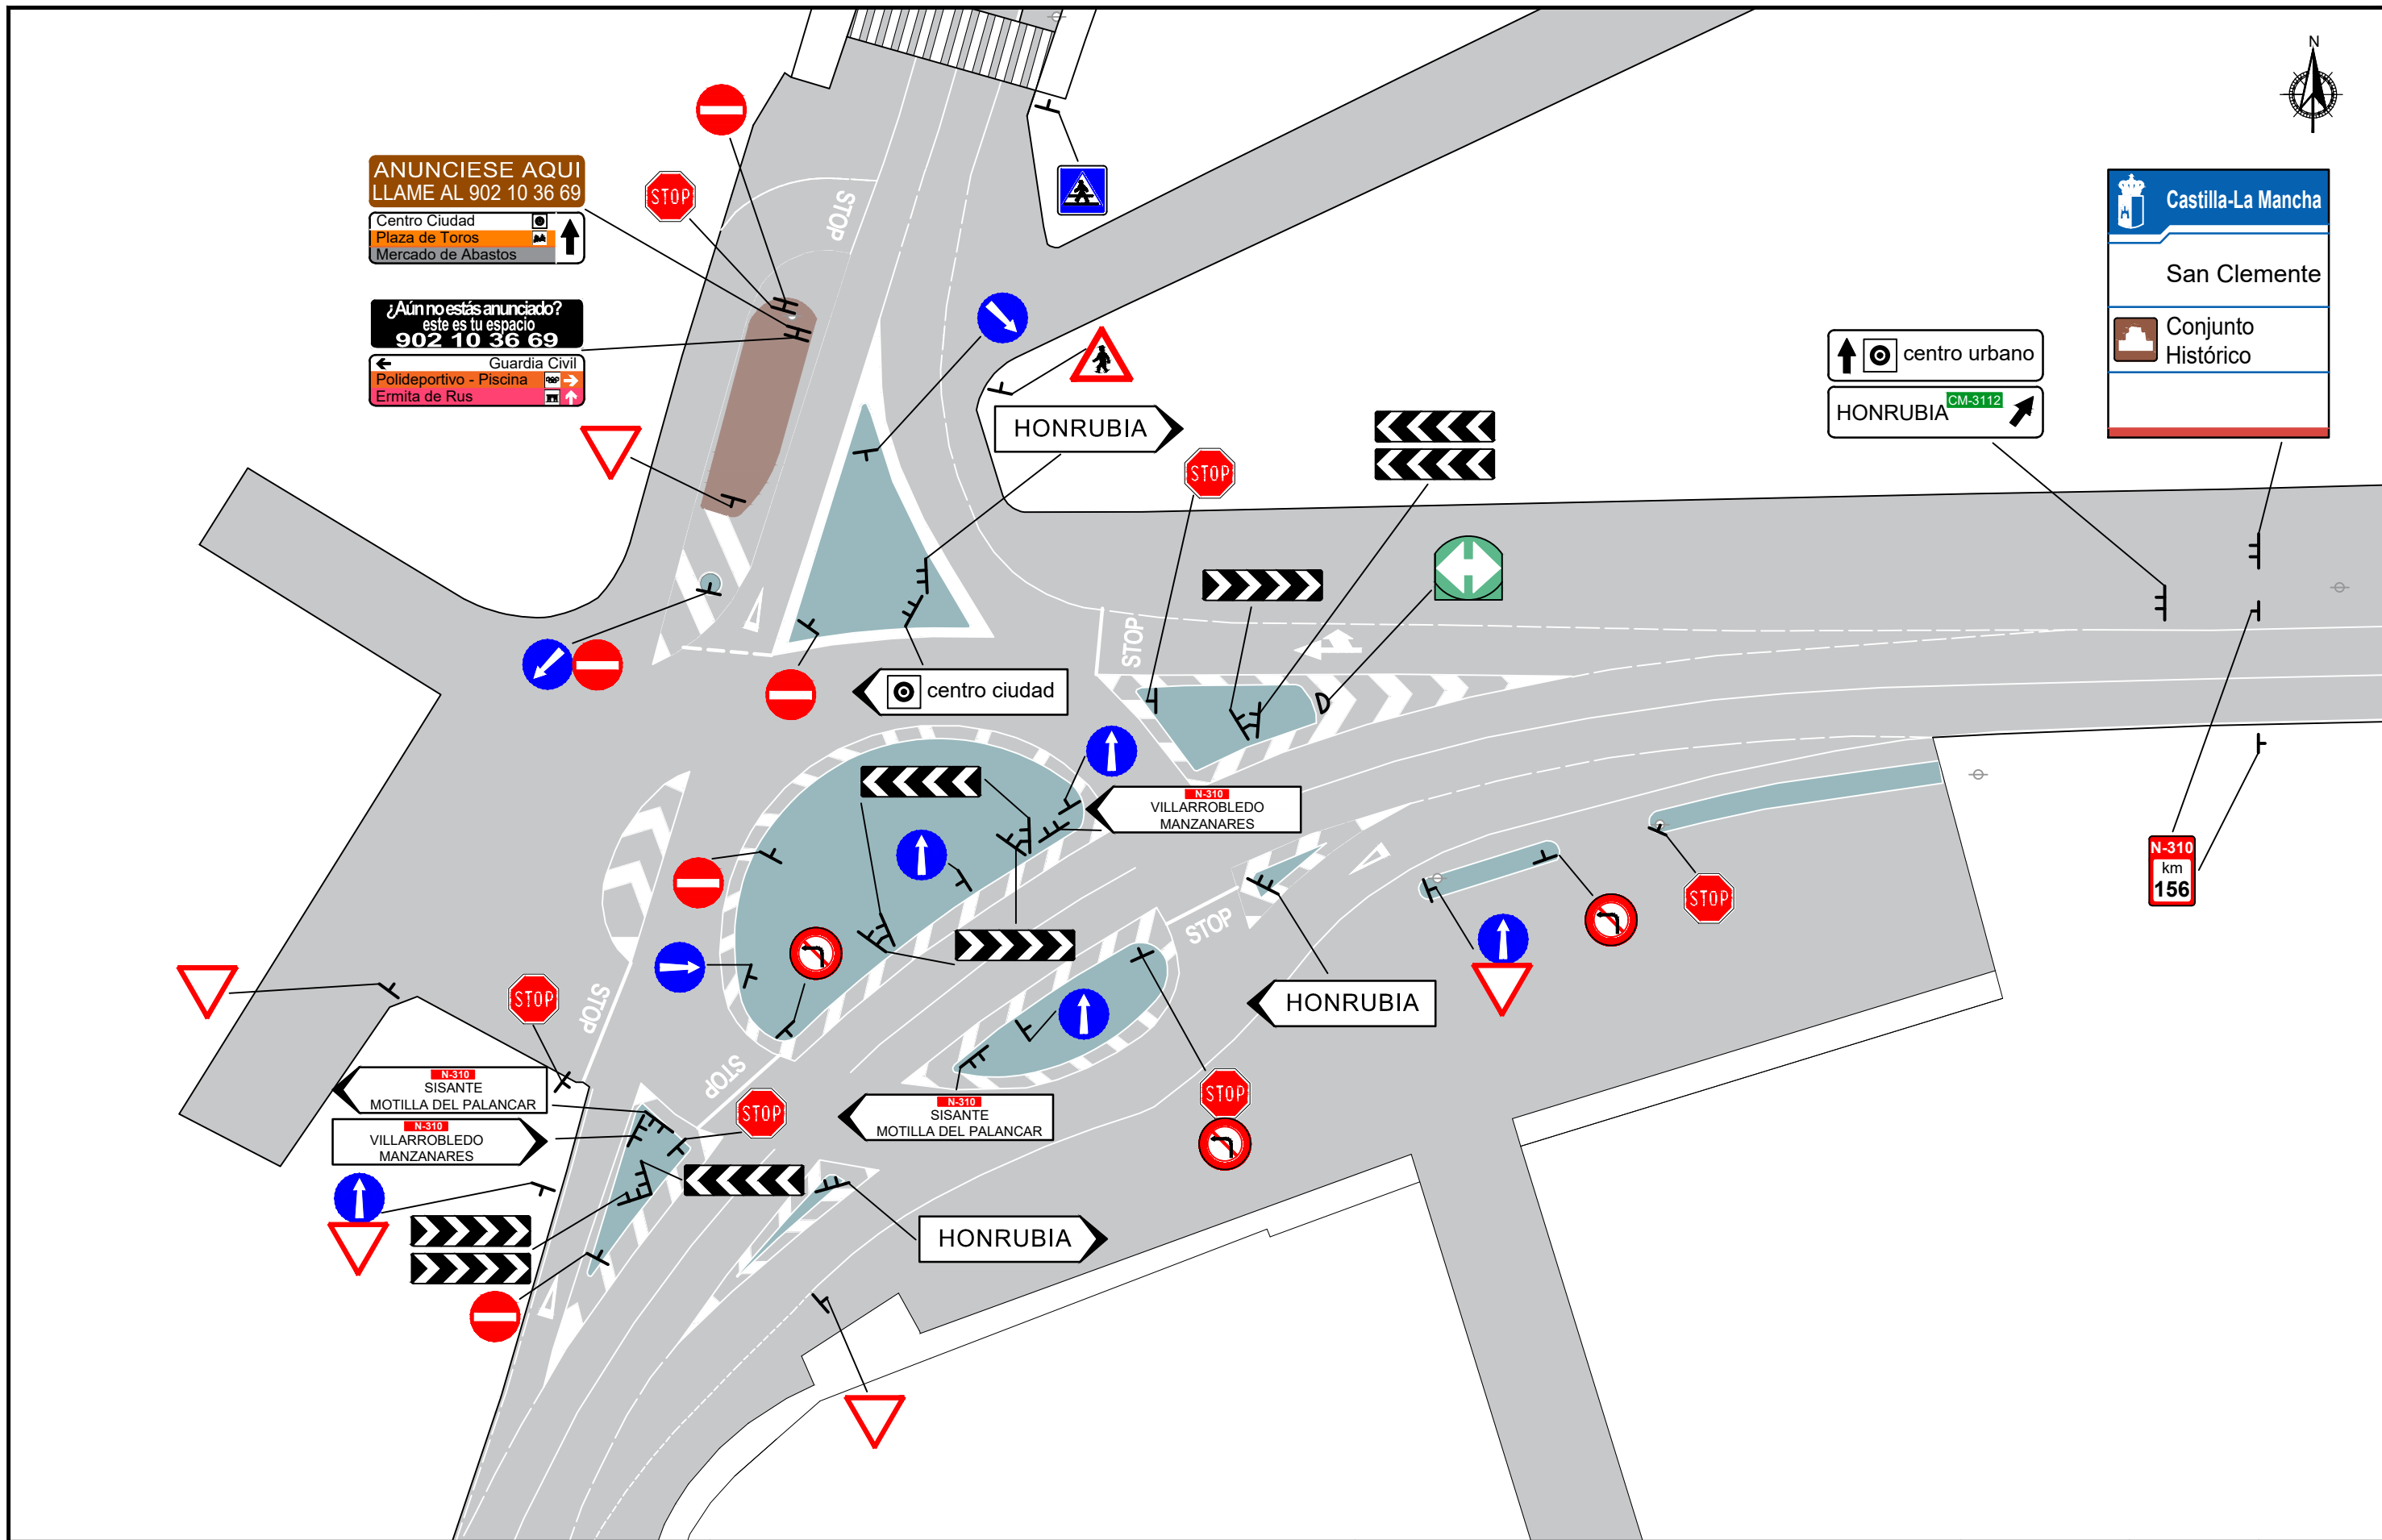 N
ANUNCIESE AQUI
LLAME AL 902 10 36 69
Centro Ciudad
Plaza de Toros
Mercado de Abastos
¿Aún no estás anunciado?
este es tu espacio
902 10 36 69
Guardia Civil
Polideportivo - Piscina
Ermita de Rus
STOP
STOP
Castilla-La Mancha
San Clemente
Conjunto
Histórico
centro urbano
HONRUBIA CM-3112
HONRUBIA
STOP
STOP
centro ciudad
N-310
VILLARROBLEDO
MANZANARES
N-310
km
156
STOP
STOP
HONRUBIA
STOP
STOP
STOP
STOP
N-310
SISANTE
MOTILLA DEL PALANCAR
N-310
VILLARROBLEDO
MANZANARES
N-310
SISANTE
MOTILLA DEL PALANCAR
STOP
HONRUBIA